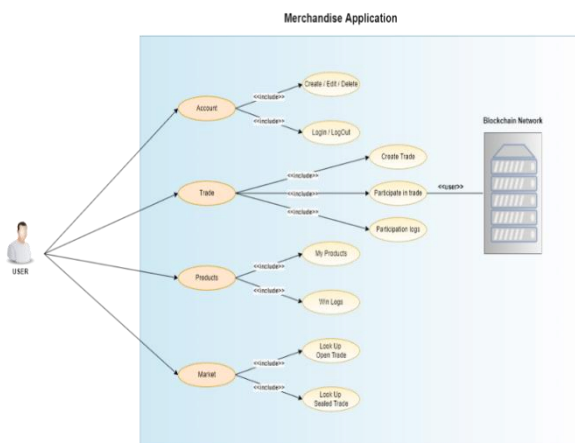 Merchandise Application
Create / Edit / Delete
<<include>>
Account
<<include>>
Login / LogOut
Blockchain Network
Create Trade
<<include>>
Trade
<<include>>
Participate in trade
<<user>>
<<include>>
Participation logs
USER
My Products
<<include>>
Products
<<include>>
Win Logs
Look Up
Open Trade
<<include>>
Market
<<include>>
Look Up
Sealed Trade